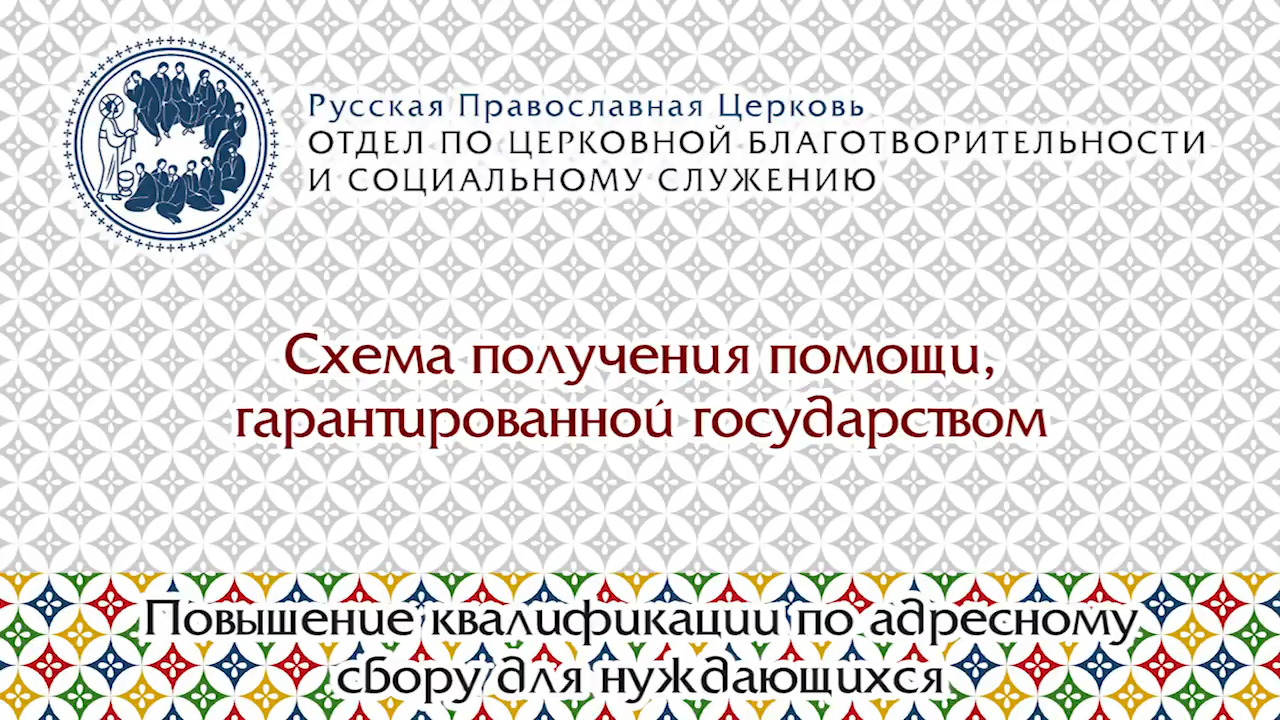 Русская Православная Церковь
ОТДЕЛ ПО ЦЕРКОВНОЙ БЛАГОТВОРИТЕЛЬНОСТИ
И СОЦИАЛЬНОМУ СЛУЖЕНИЮ
Схема получения помощи,
гарантированной государством
Повышение квалификации по адресному
сбору для нуждающихся